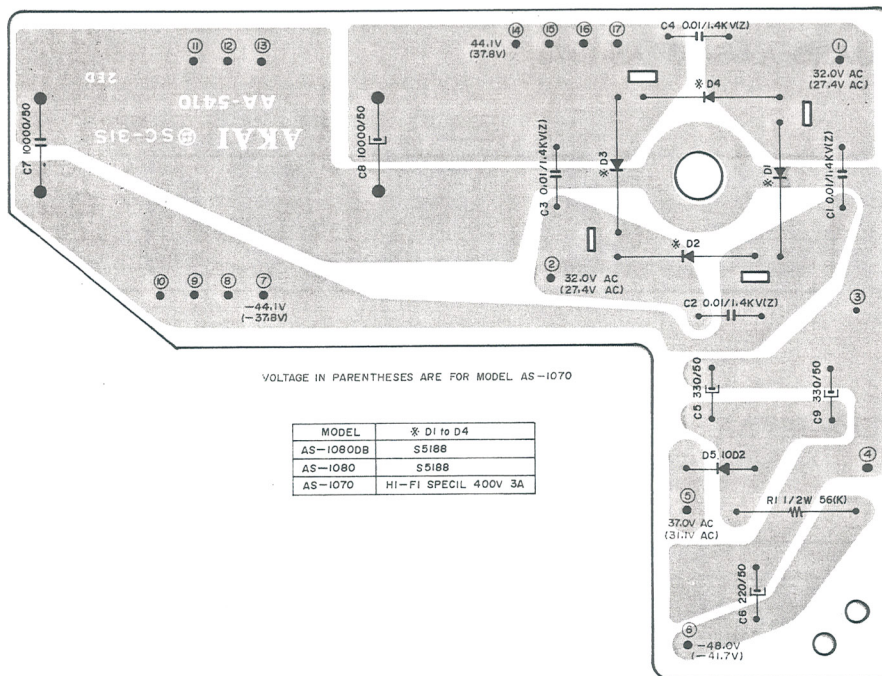 C4 0.01/1.4KV(Z)
⑪ ⑫ ⑬
44.1V
(37.8V)
⑭ ⑮ ⑯ ⑰
①
32.0V AC
(27.4V AC)
2ED
AA-5410
AKAI @SC-315
※ D4
C7 10000/50
C8 10000/50
C3 0.01/1.4KV(Z)
※ D3
※ D1
C1 0.01/1.4KV(Z)
※ D2
②
32.0V AC
(27.4V AC)
⑩ ⑨ ⑧ ⑦
-44.1V
(-37.8V)
C2 0.01/1.4KV(Z)
③
VOLTAGE IN PARENTHESES ARE FOR MODEL AS-1070
C5 330/50
C9 330/50
MODEL ※ D1 to D4
AS-1080DB S5188
AS-1080 S5188
AS-1070 HI-FI SPECIL 400V 3A
D5 10D2
④
⑤
37.0V AC
(31.1V AC)
R1 1/2W 56(K)
C6 220/50
⑥
-48.0V
(-41.7V)